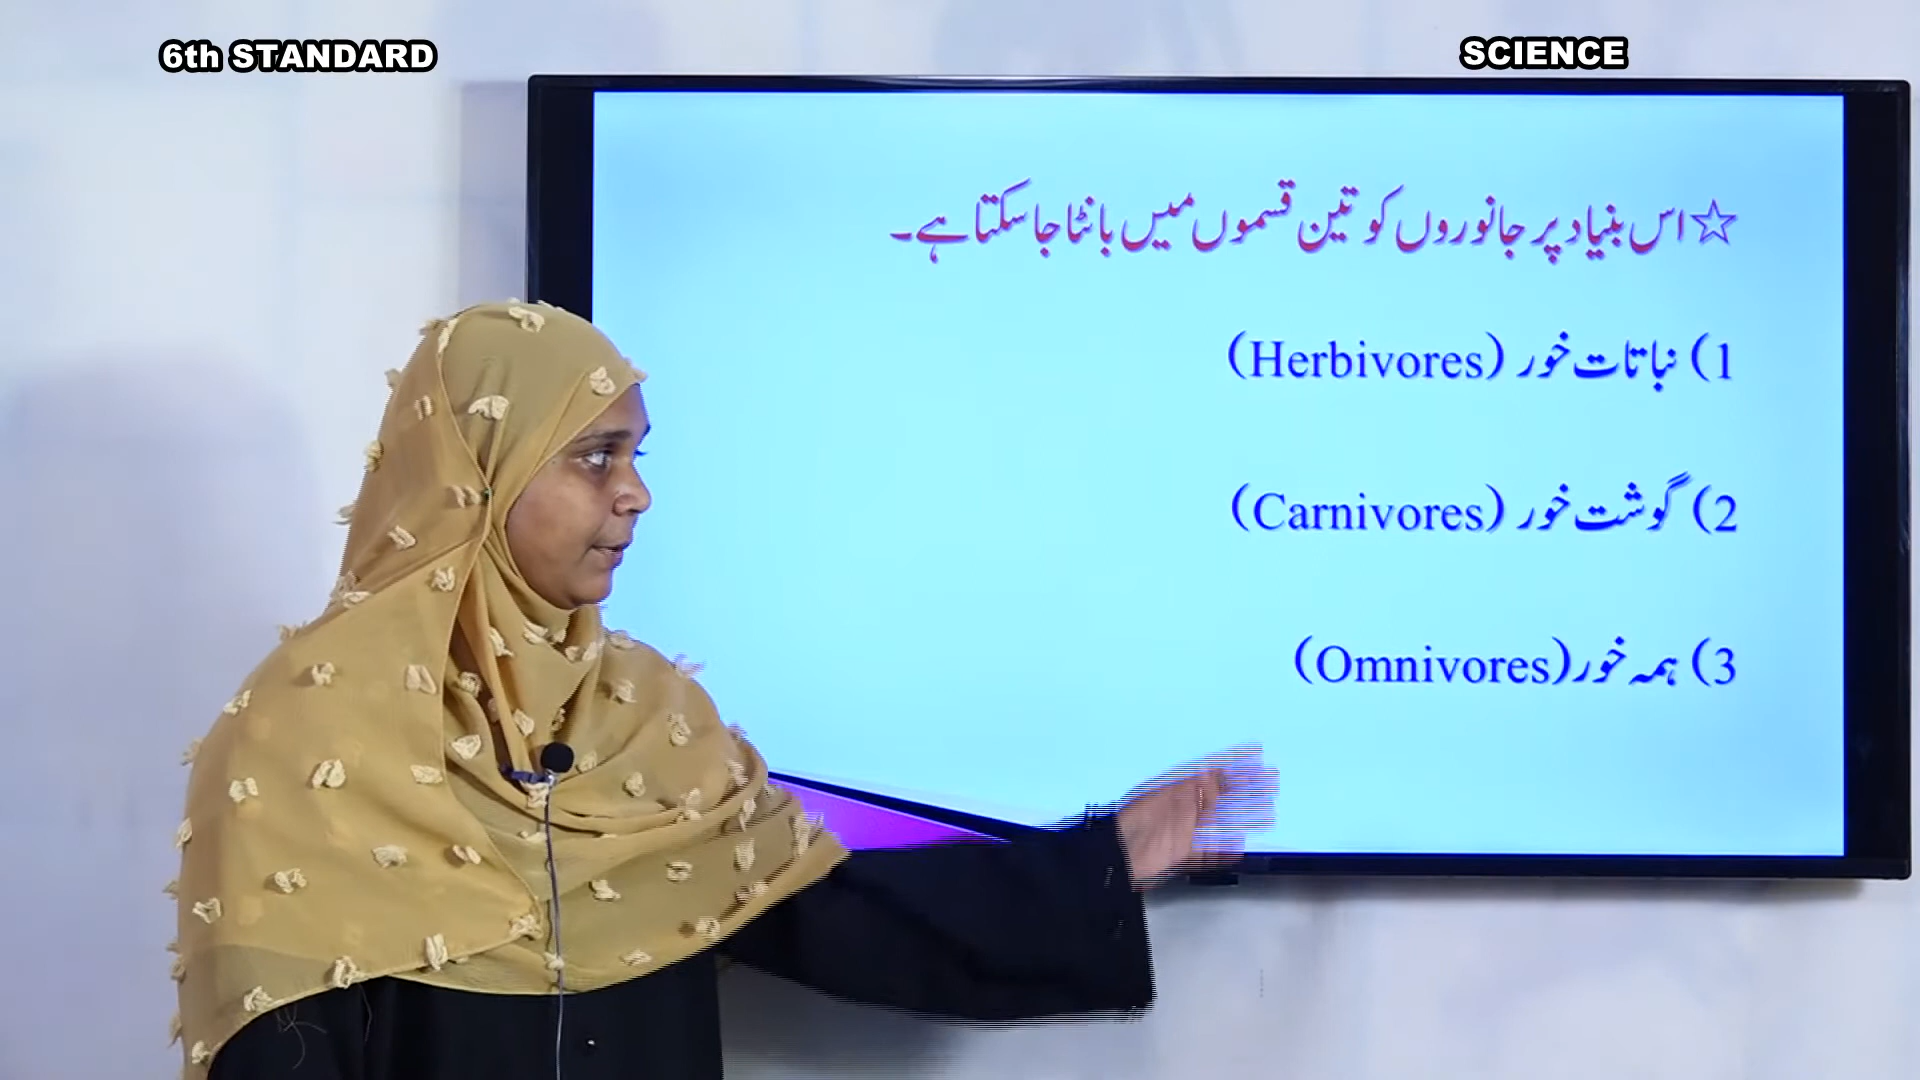 6th STANDARD
SCIENCE
☆ اس بنیاد پر جانوروں کو تین قسموں میں بانٹا جا سکتا ہے۔
1) نباتات خور (Herbivores)
2) گوشت خور (Carnivores)
3) ہمہ خور (Omnivores)